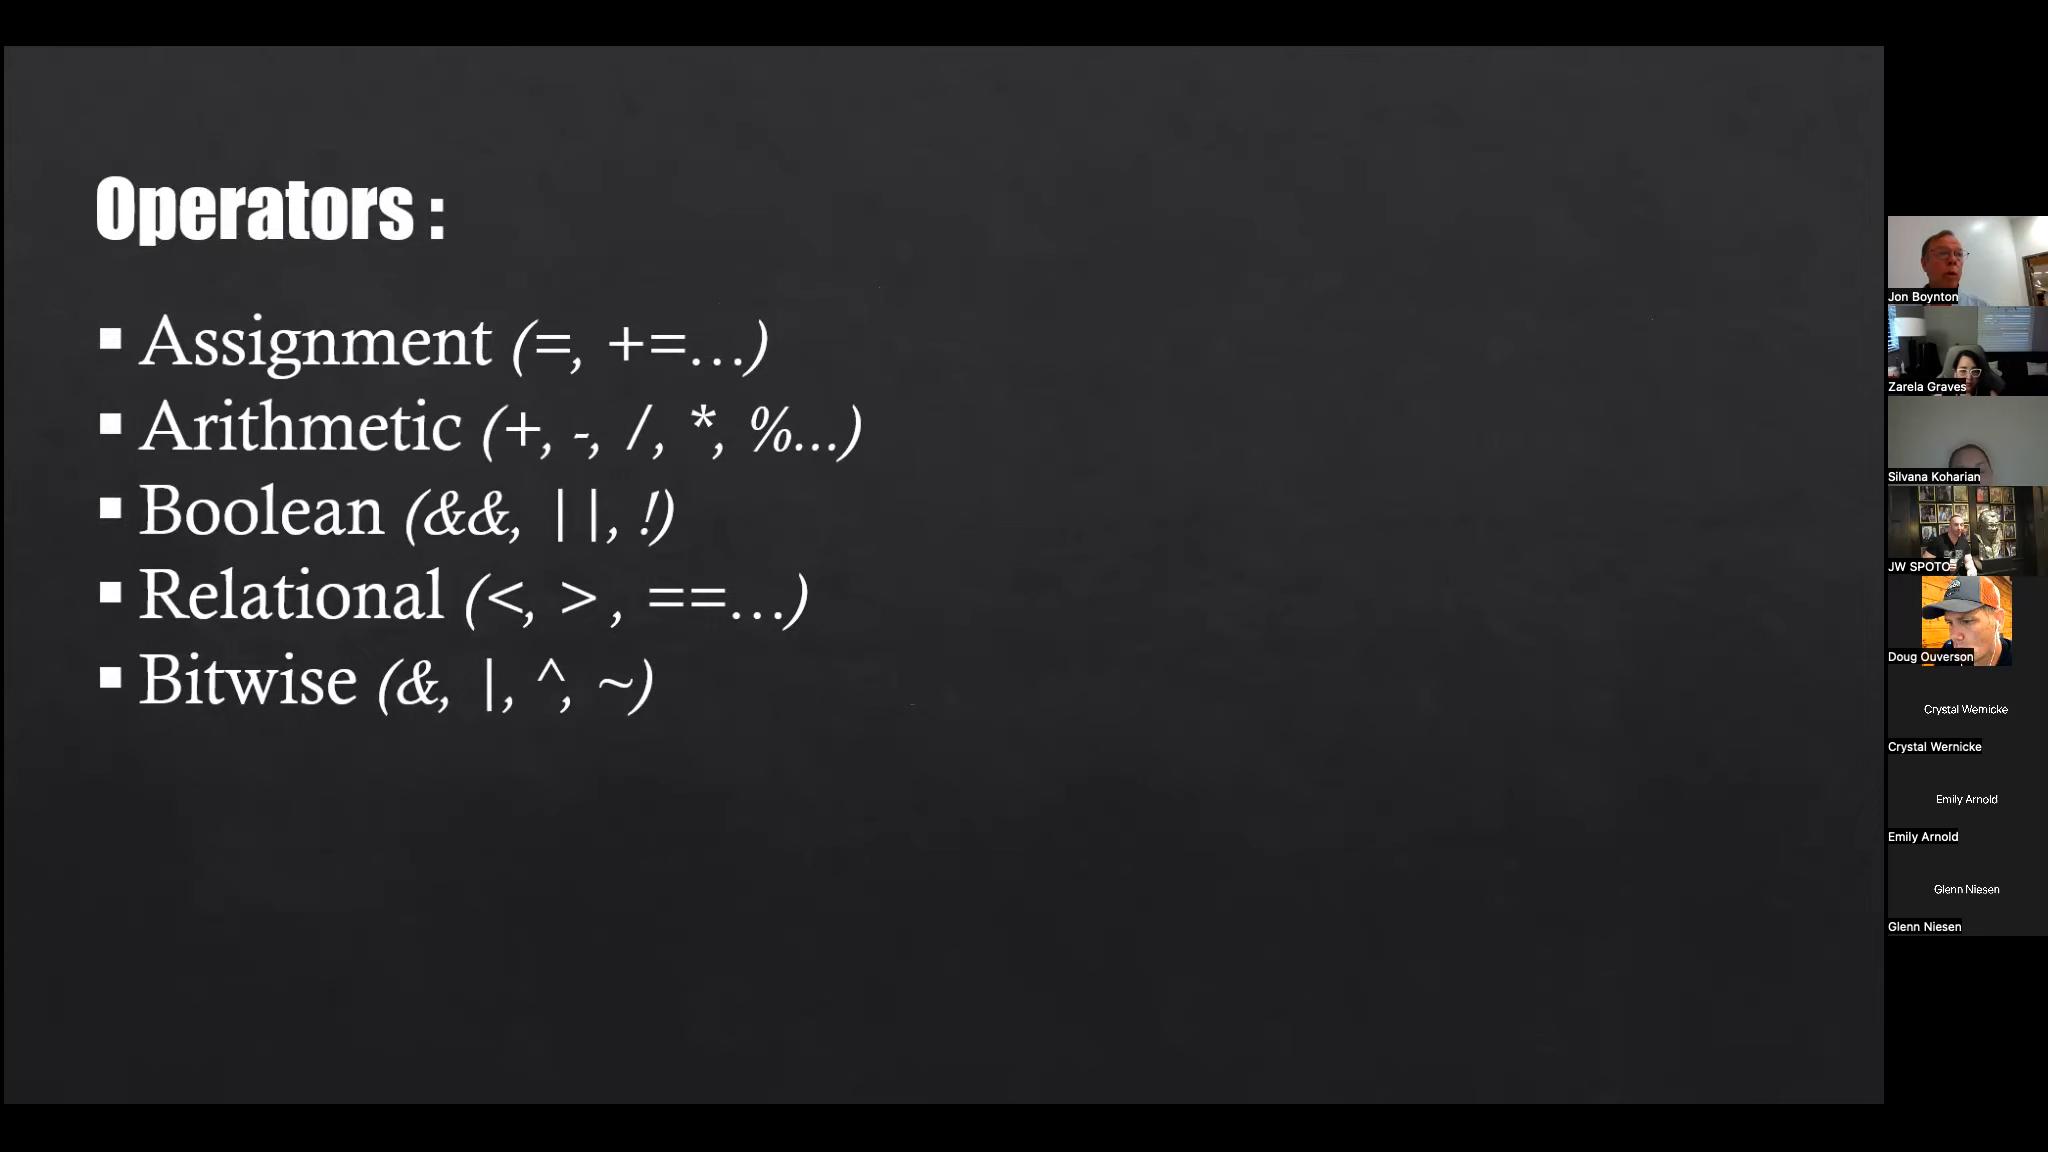 Operators :
▪ Assignment (=, +=...)
▪ Arithmetic (+, -, /, *, %...)
▪ Boolean (&&, ||, !)
▪ Relational (<, > , ==...)
▪ Bitwise (&, |, ^, ~)
Jon Boynton
Zarela Graves
Silvana Koharian
JW SPOTO
Doug Ouverson
Crystal Wernicke
Crystal Wernicke
Emily Arnold
Emily Arnold
Glenn Niesen
Glenn Niesen